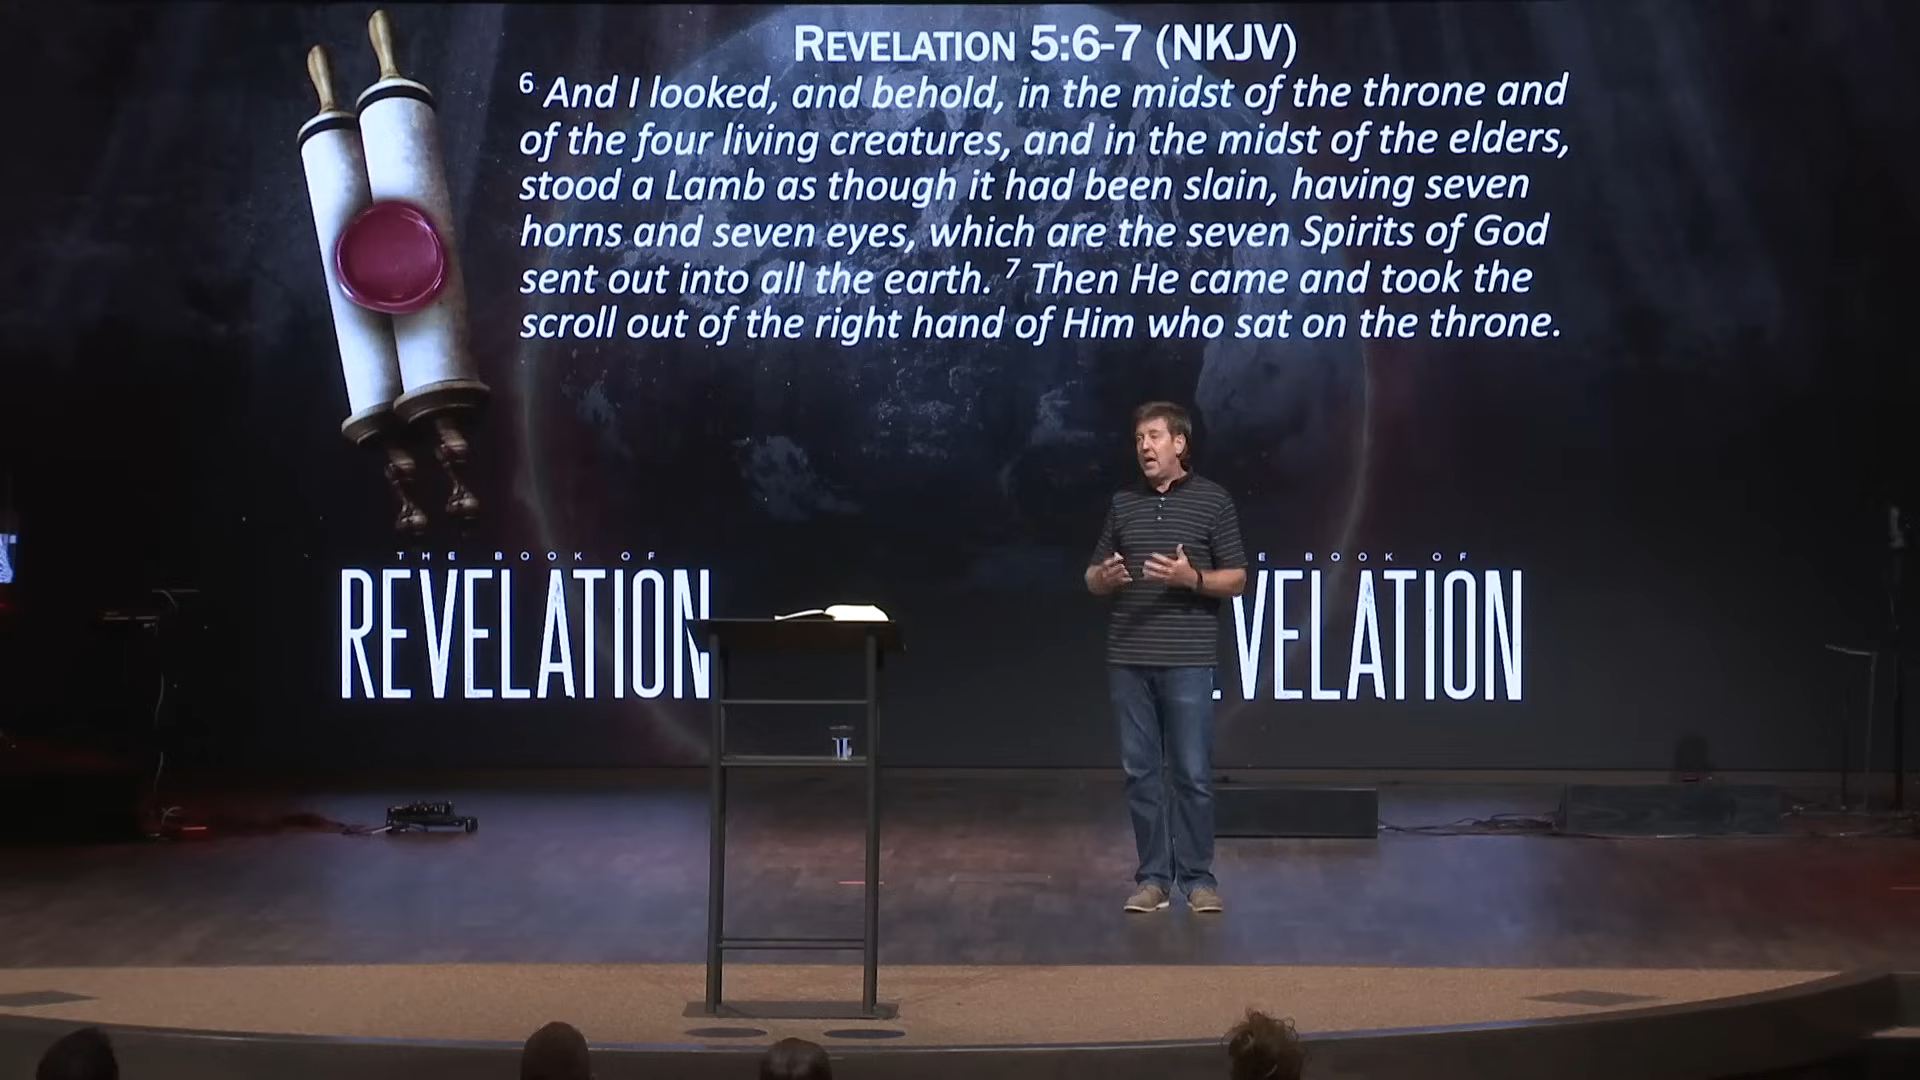 REVELATION 5:6-7 (NKJV)
6 And I looked, and behold, in the midst of the throne and
of the four living creatures, and in the midst of the elders,
stood a Lamb as though it had been slain, having seven
horns and seven eyes, which are the seven Spirits of God
sent out into all the earth. 7 Then He came and took the
scroll out of the right hand of Him who sat on the throne.
THE BOOK OF
REVELATION
E BOOK OF
VELATION